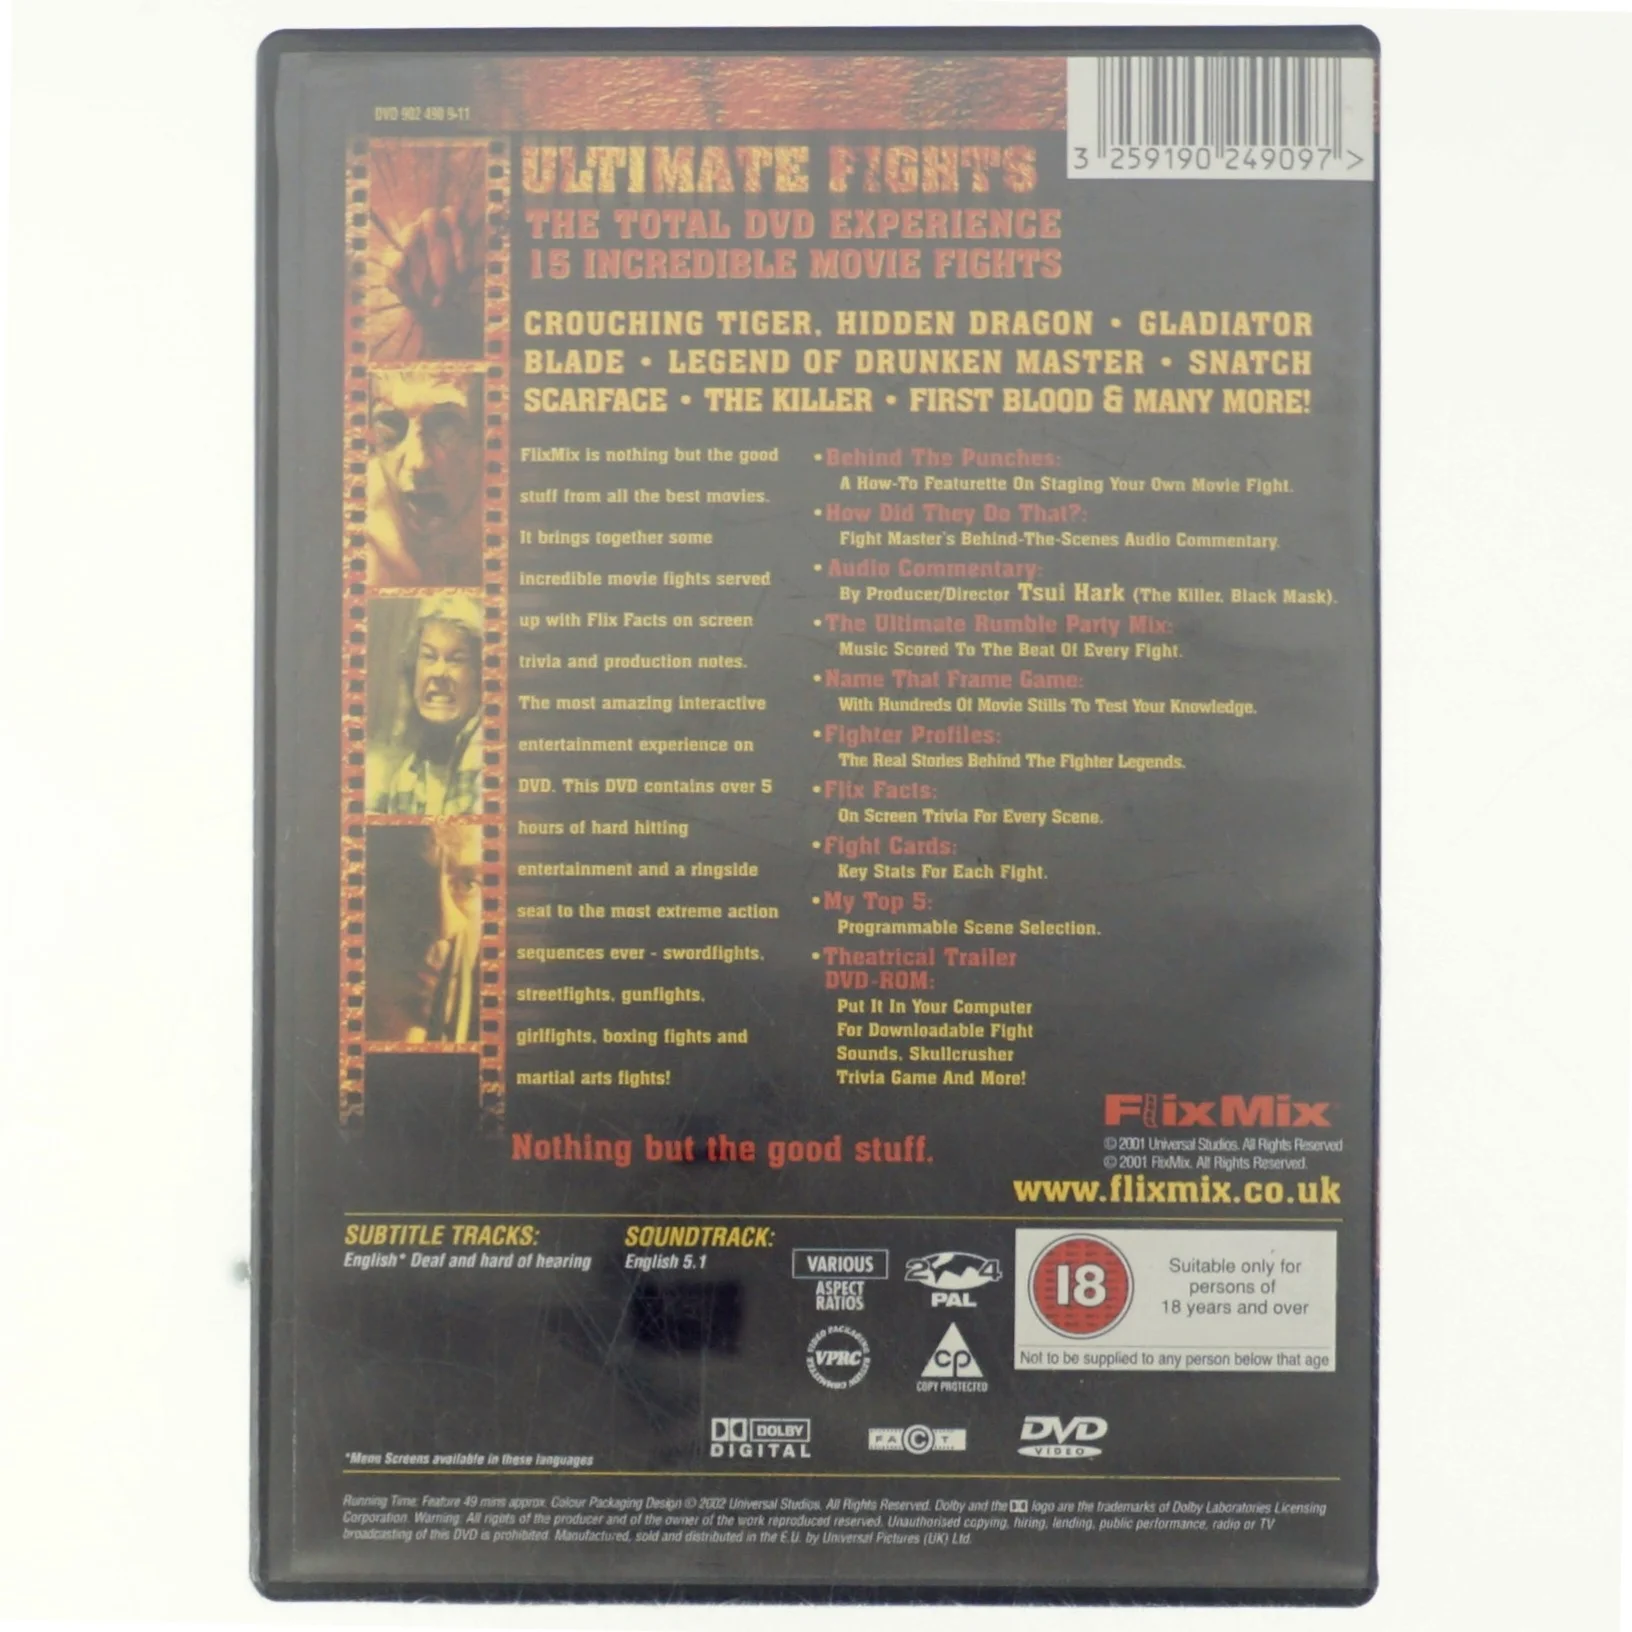 DVD 902 490 9-11
3 259190 249097 >
ULTIMATE FIGHTS
THE TOTAL DVD EXPERIENCE
15 INCREDIBLE MOVIE FIGHTS
CROUCHING TIGER, HIDDEN DRAGON • GLADIATOR
BLADE • LEGEND OF DRUNKEN MASTER • SNATCH
SCARFACE • THE KILLER • FIRST BLOOD & MANY MORE!
FlixMix is nothing but the good
stuff from all the best movies.
It brings together some
incredible movie fights served
up with Flix Facts on screen
trivia and production notes.
The most amazing interactive
entertainment experience on
DVD. This DVD contains over 5
hours of hard hitting
entertainment and a ringside
seat to the most extreme action
sequences ever - swordfights,
streetfights, gunfights,
girlfights, boxing fights and
martial arts fights!
•Behind The Punches:
A How-To Featurette On Staging Your Own Movie Fight.
•How Did They Do That?:
Fight Master's Behind-The-Scenes Audio Commentary.
•Audio Commentary:
By Producer/Director Tsui Hark (The Killer, Black Mask).
•The Ultimate Rumble Party Mix:
Music Scored To The Beat Of Every Fight.
•Name That Frame Game:
With Hundreds Of Movie Stills To Test Your Knowledge.
•Fighter Profiles:
The Real Stories Behind The Fighter Legends.
•Flix Facts:
On Screen Trivia For Every Scene.
•Fight Cards:
Key Stats For Each Fight.
•My Top 5:
Programmable Scene Selection.
•Theatrical Trailer
DVD-ROM:
Put It In Your Computer
For Downloadable Fight
Sounds, Skullcrusher
Trivia Game And More!
Nothing but the good stuff.
FlixMix
© 2001 Universal Studios. All Rights Reserved
© 2001 FlixMix. All Rights Reserved.
www.flixmix.co.uk
SUBTITLE TRACKS:
English* Deaf and hard of hearing
SOUNDTRACK:
English 5.1
VARIOUS
ASPECT
RATIOS
2 4
PAL
18
Suitable only for
persons of
18 years and over
Not to be supplied to any person below that age
VIDEO PACKAGING REVIEW COMMITTEE
VPRC
CP
COPY PROTECTED
DOLBY
DIGITAL
FACT
DVD
VIDEO
*Menu Screens available in these languages
Running Time: Feature 49 mins approx. Colour Packaging Design © 2002 Universal Studios. All Rights Reserved. Dolby and the logo are the trademarks of Dolby Laboratories Licensing
Corporation. Warning: All rights of the producer and of the owner of the work reproduced reserved. Unauthorised copying, hiring, lending, public performance, radio or TV
broadcasting of this DVD is prohibited. Manufactured, sold and distributed in the E.U. by Universal Pictures (UK) Ltd.